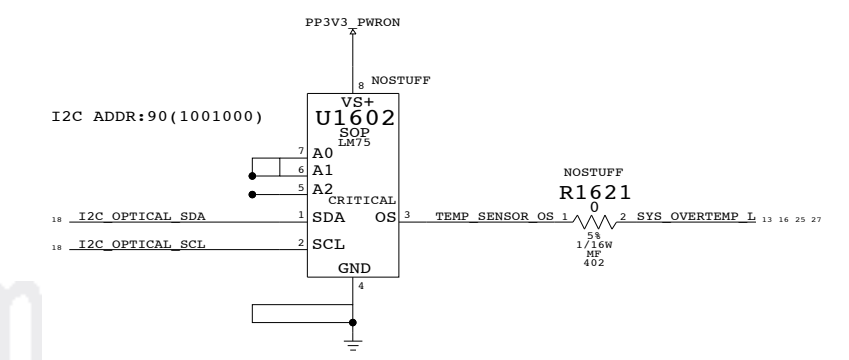 PP3V3_PWRON
8 NOSTUFF
VS+
I2C ADDR:90(1001000)
U1602
SOP
LM75
7 A0
6 A1
5 A2
CRITICAL
18 I2C_OPTICAL_SDA 1 SDA
OS 3 TEMP_SENSOR_OS 1
NOSTUFF
R1621
0
2 SYS_OVERTEMP_L 13 16 25 27
5%
1/16W
MF
402
18 I2C_OPTICAL_SCL 2 SCL
GND
4